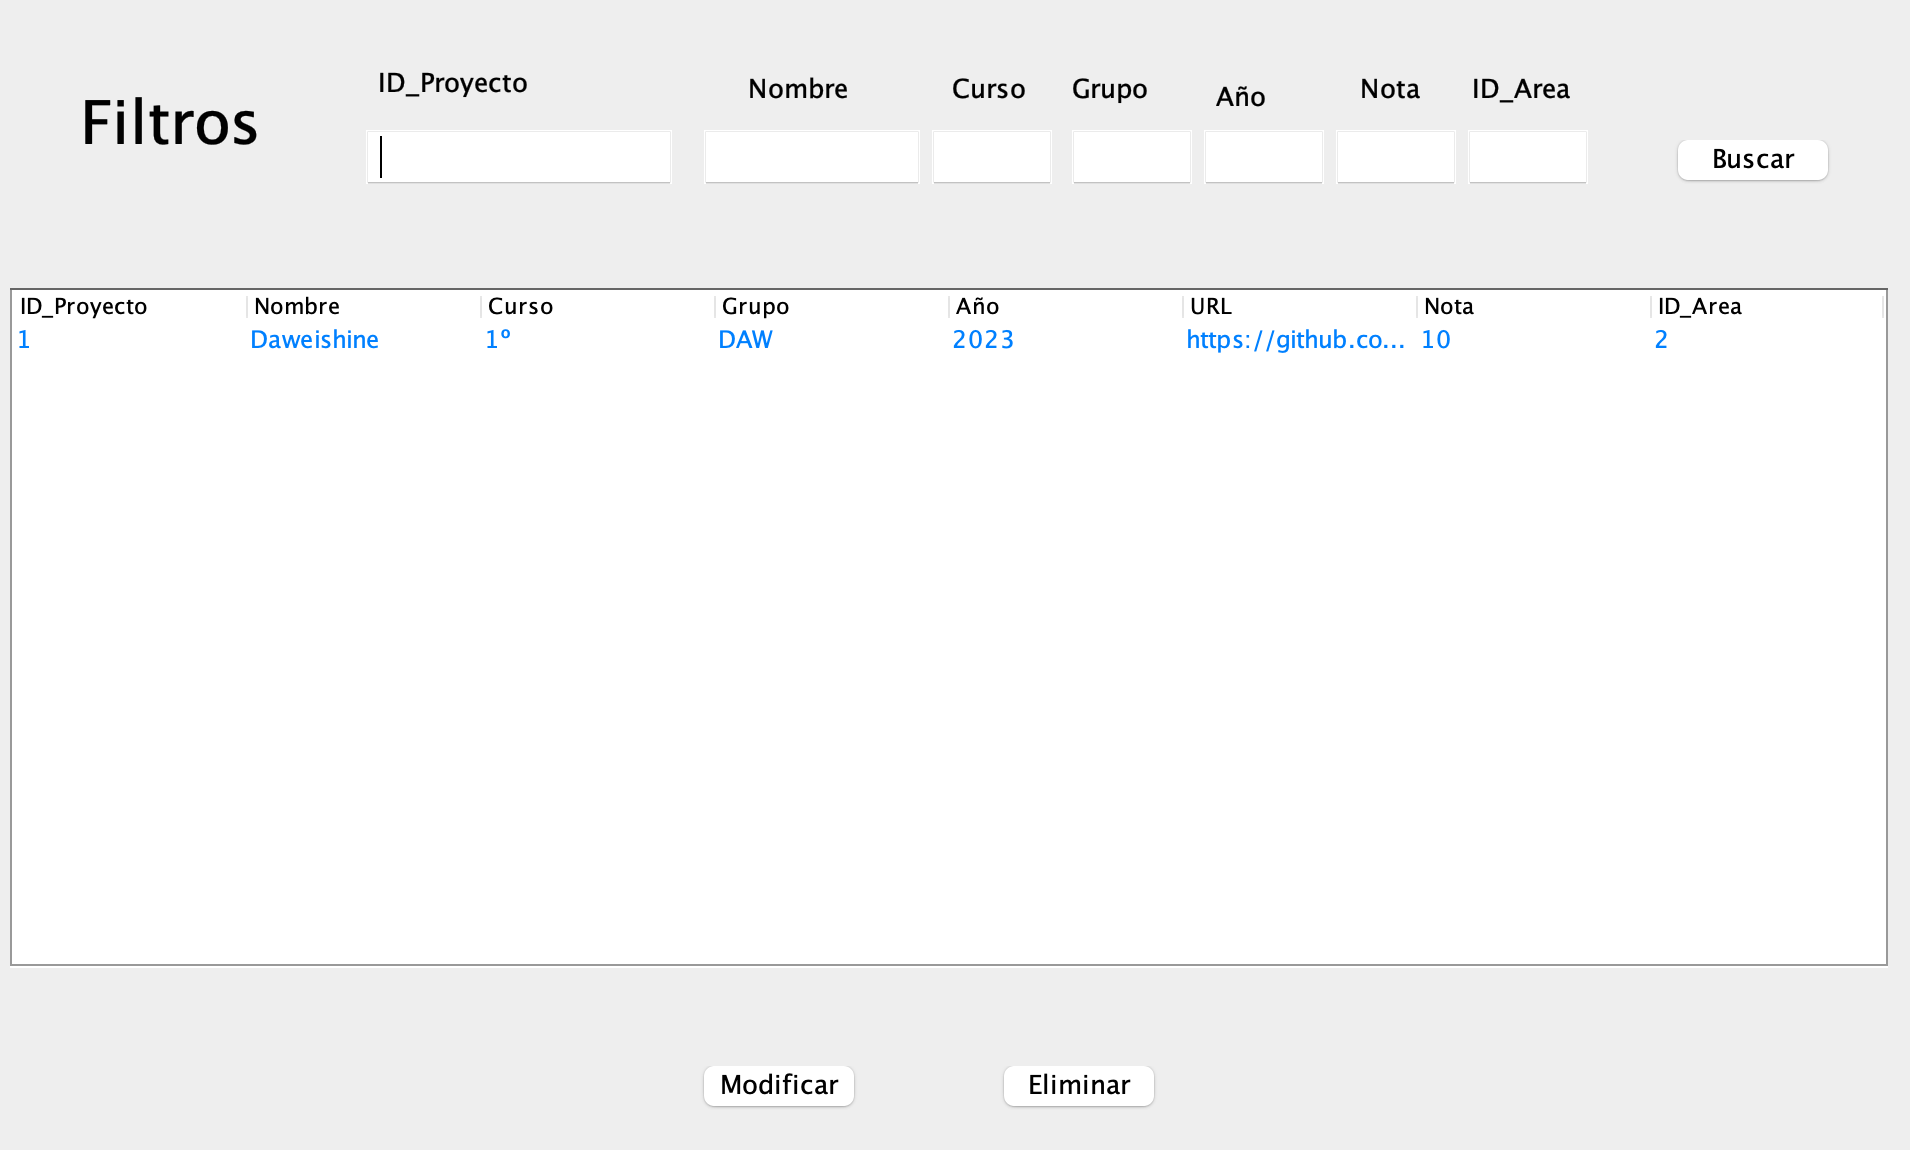 Filtros
ID_Proyecto Nombre Curso Grupo Año Nota ID_Area
Buscar
ID_Proyecto Nombre Curso Grupo Año URL Nota ID_Area
1 Daweishine 1º DAW 2023 https://github.co... 10 2
Modificar Eliminar